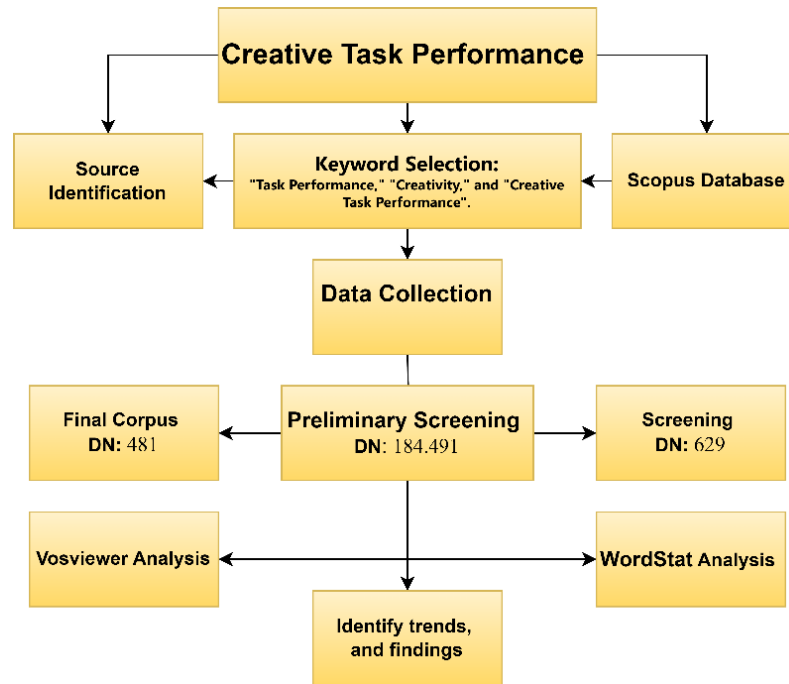 Creative Task Performance
Source
Identification
Keyword Selection:
"Task Performance," "Creativity," and "Creative
Task Performance".
Scopus Database
Data Collection
Final Corpus
DN: 481
Preliminary Screening
DN: 184.491
Screening
DN: 629
Vosviewer Analysis
WordStat Analysis
Identify trends,
and findings